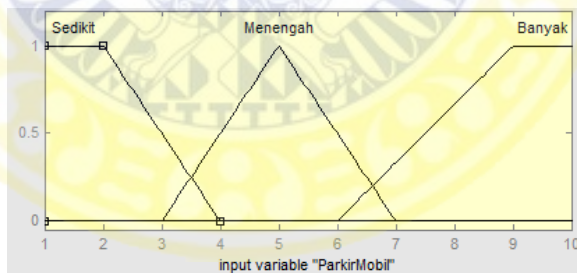 Sedikit Menengah Banyak
1
0.5
0
1 2 3 4 5 6 7 8 9 10
input variable "ParkirMobil"